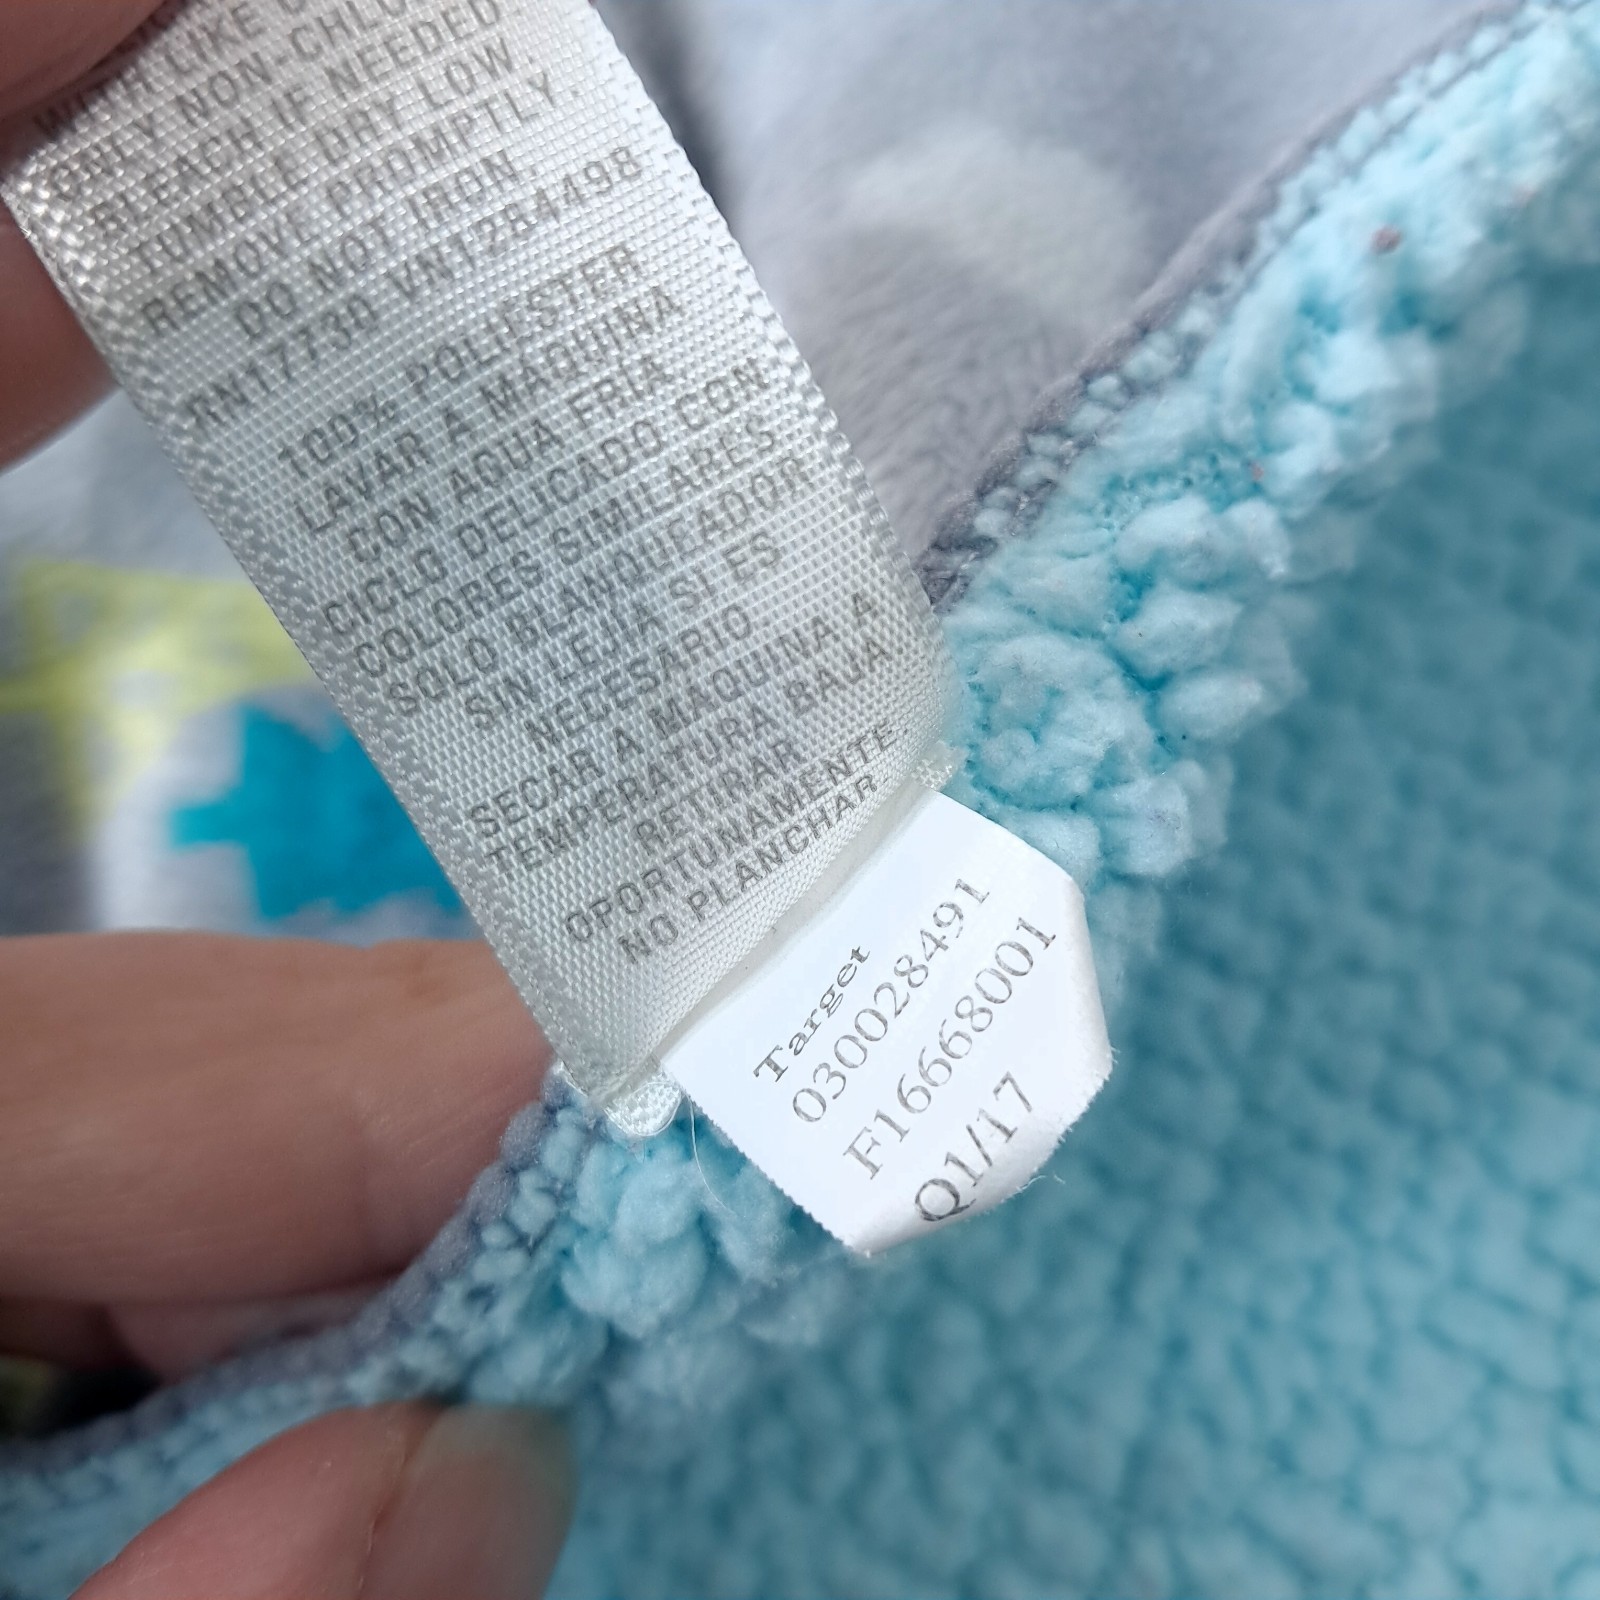 ONLY NON CHLORINE
BLEACH IF NEEDED
TUMBLE DRY LOW.
REMOVE PROMPTLY.
DO NOT IRON
RN17730 VN1284498
100% POLIESTER
LAVAR A MAQUINA
CON AGUA FRIA
CICLO DELICADO CON
COLORES SIMILARES
SOLO BLANQUEADOR
SIN LEJIA SI ES
NECESARIO
SECAR A MAQUINA A
TEMPERATURA BAJA
RETIRAR
OPORTUNAMENTE
NO PLANCHAR
Target
030028491
F16668001
Q1/17